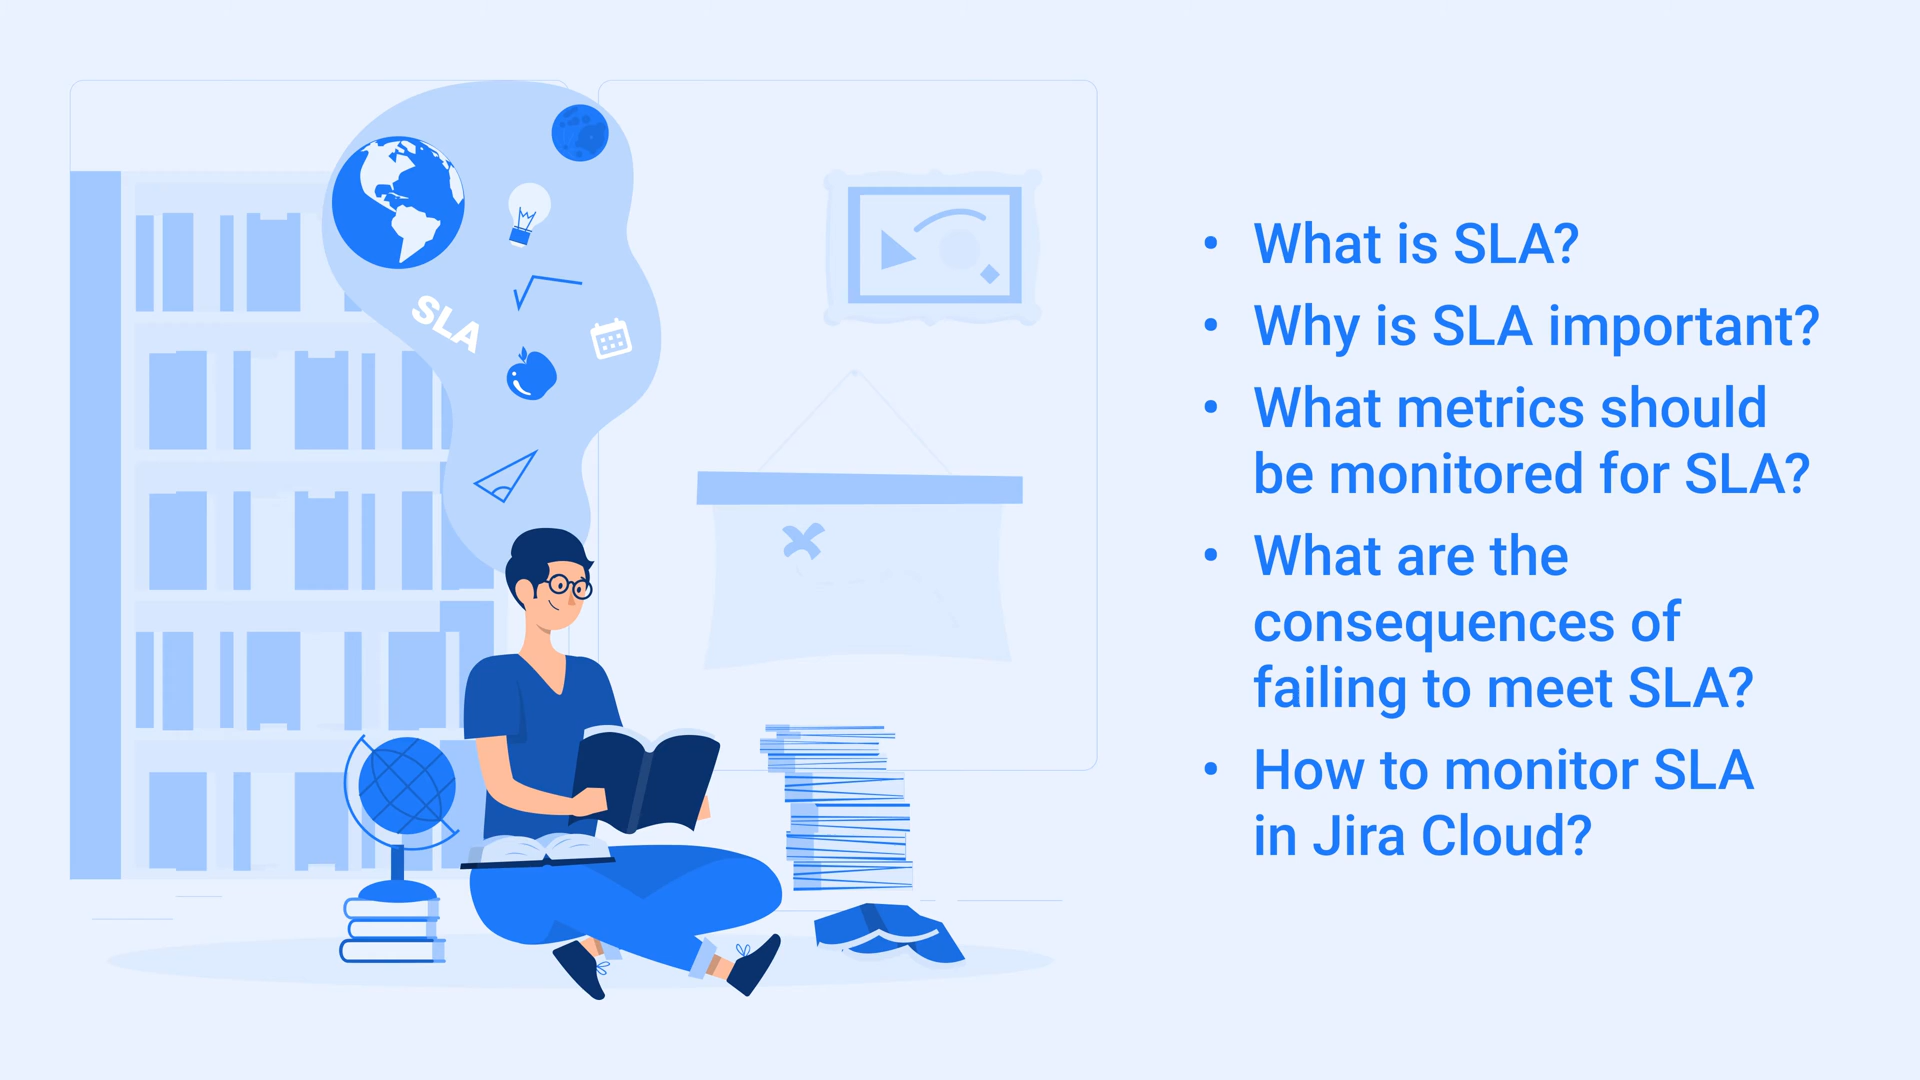 SLA
• What is SLA?
• Why is SLA important?
• What metrics should
be monitored for SLA?
• What are the
consequences of
failing to meet SLA?
• How to monitor SLA
in Jira Cloud?